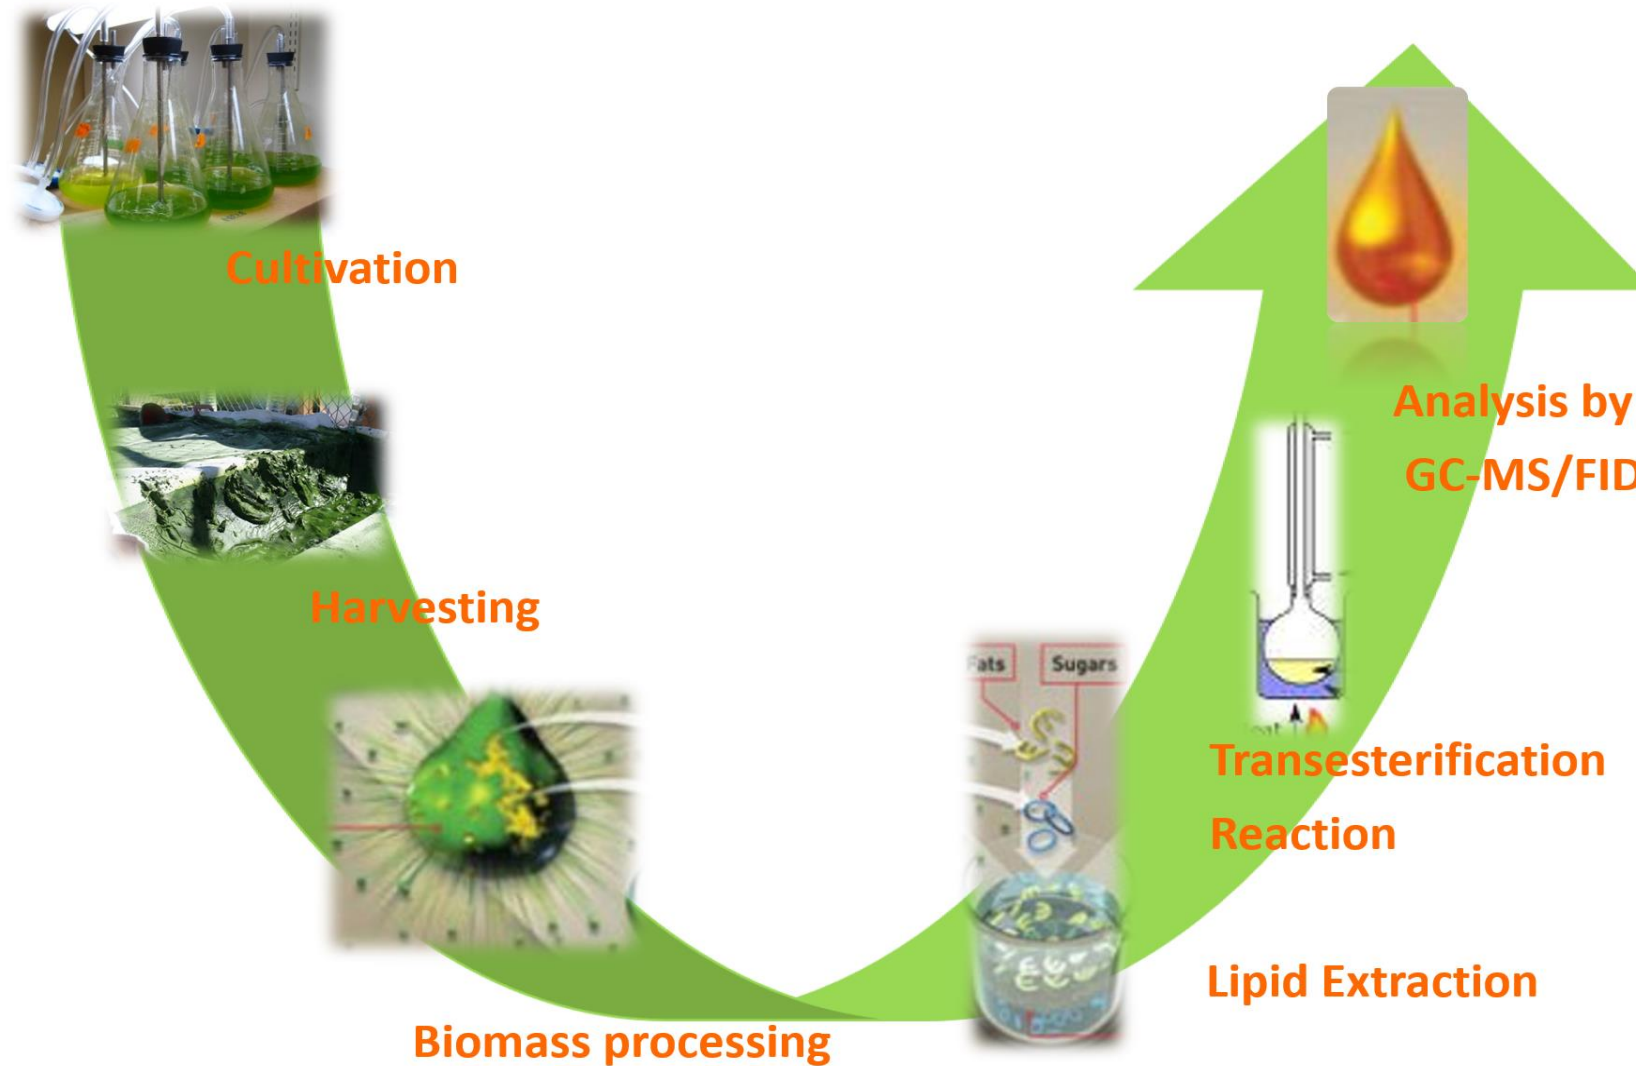 Cultivation
Harvesting
Biomass processing
Fats
Sugars
Lipid Extraction
Transesterification
Reaction
Analysis by
GC-MS/FID